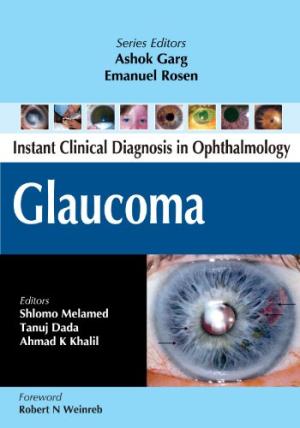 Series Editors
Ashok Garg
Emanuel Rosen
Instant Clinical Diagnosis in Ophthalmology
Glaucoma
Editors
Shlomo Melamed
Tanuj Dada
Ahmad K Khalil
Foreword
Robert N Weinreb